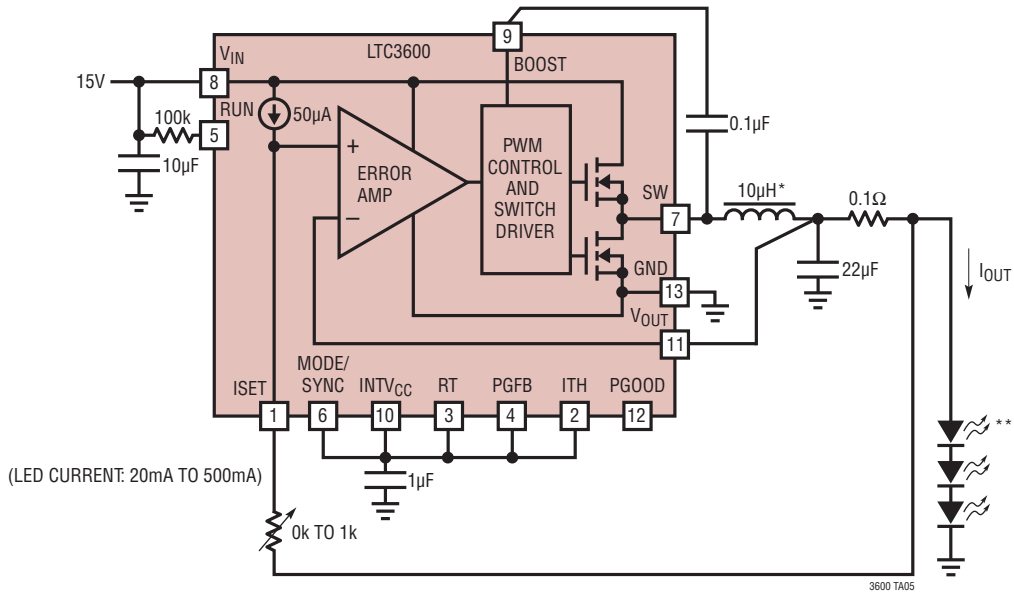 9
V_IN
LTC3600
BOOST
15V
8
RUN
50µA
100k
5
10µF
0.1µF
+
ERROR
AMP
–
PWM
CONTROL
AND
SWITCH
DRIVER
SW
7
10µH*
0.1Ω
22µF
I_OUT
GND
13
V_OUT
11
ISET
MODE/
SYNC
INTV_CC
RT
PGFB
ITH
PGOOD
1
6
10
3
4
2
12
**
(LED CURRENT: 20mA TO 500mA)
1µF
0k TO 1k
3600 TA05